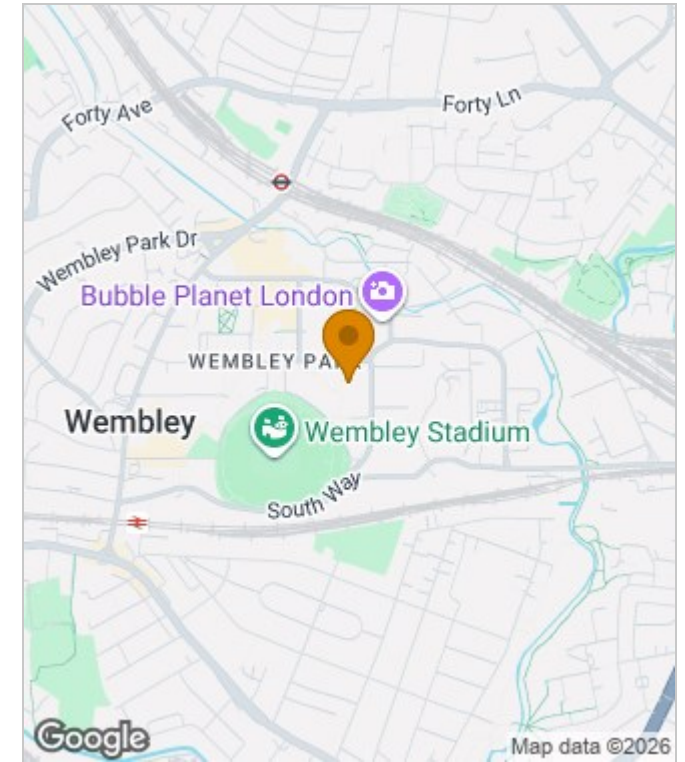 Forty Ave
Forty Ln
Wembley Park Dr
Bubble Planet London
WEMBLEY PA
Wembley
Wembley Stadium
South Way
Google
Map data ©2026